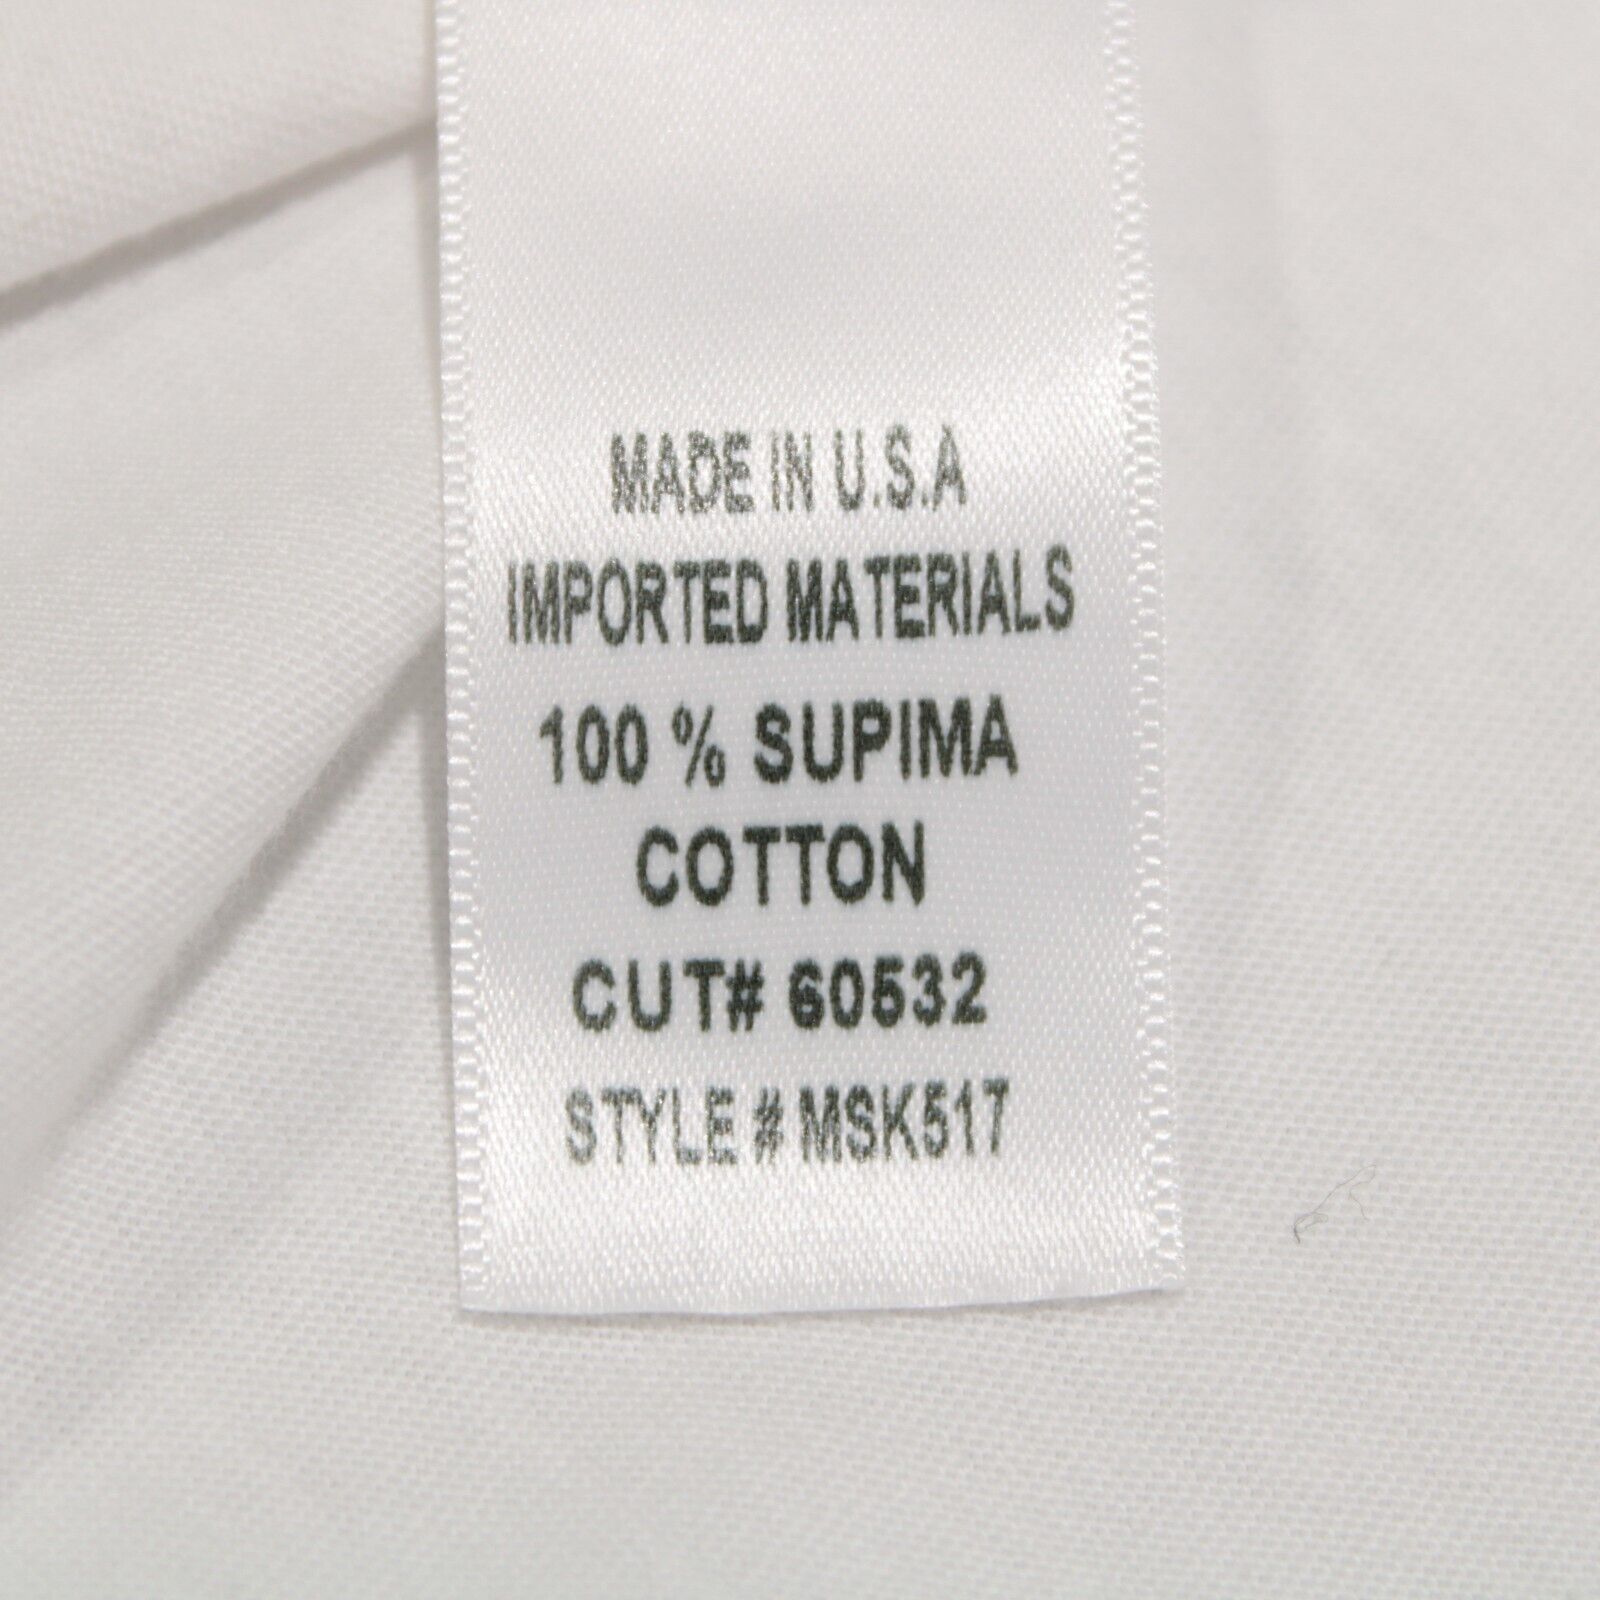 MADE IN U.S.A
IMPORTED MATERIALS
100 % SUPIMA
COTTON
CUT# 60532
STYLE # MSK517